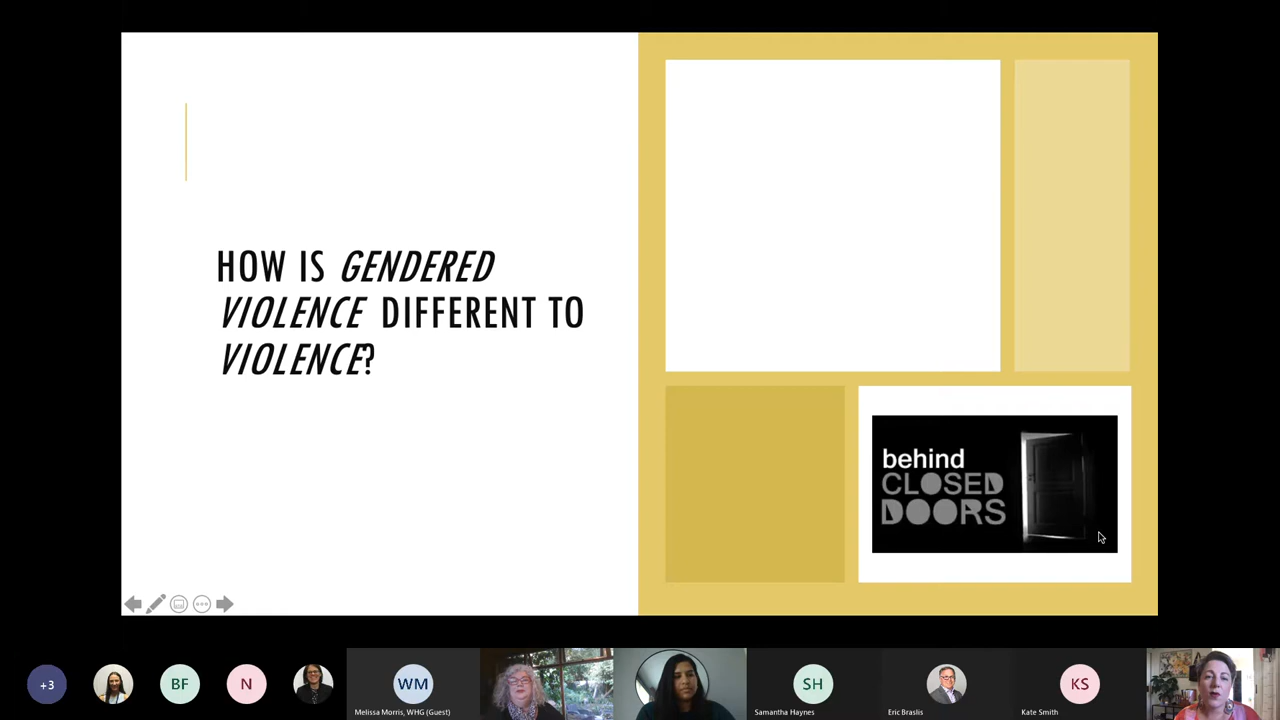 HOW IS GENDERED
VIOLENCE DIFFERENT TO
VIOLENCE?
behind
CLOSED
DOORS
+3
BF
N
WM
SH
KS
Melissa Morris, WHG (Guest)
Samantha Haynes
Eric Braslis
Kate Smith